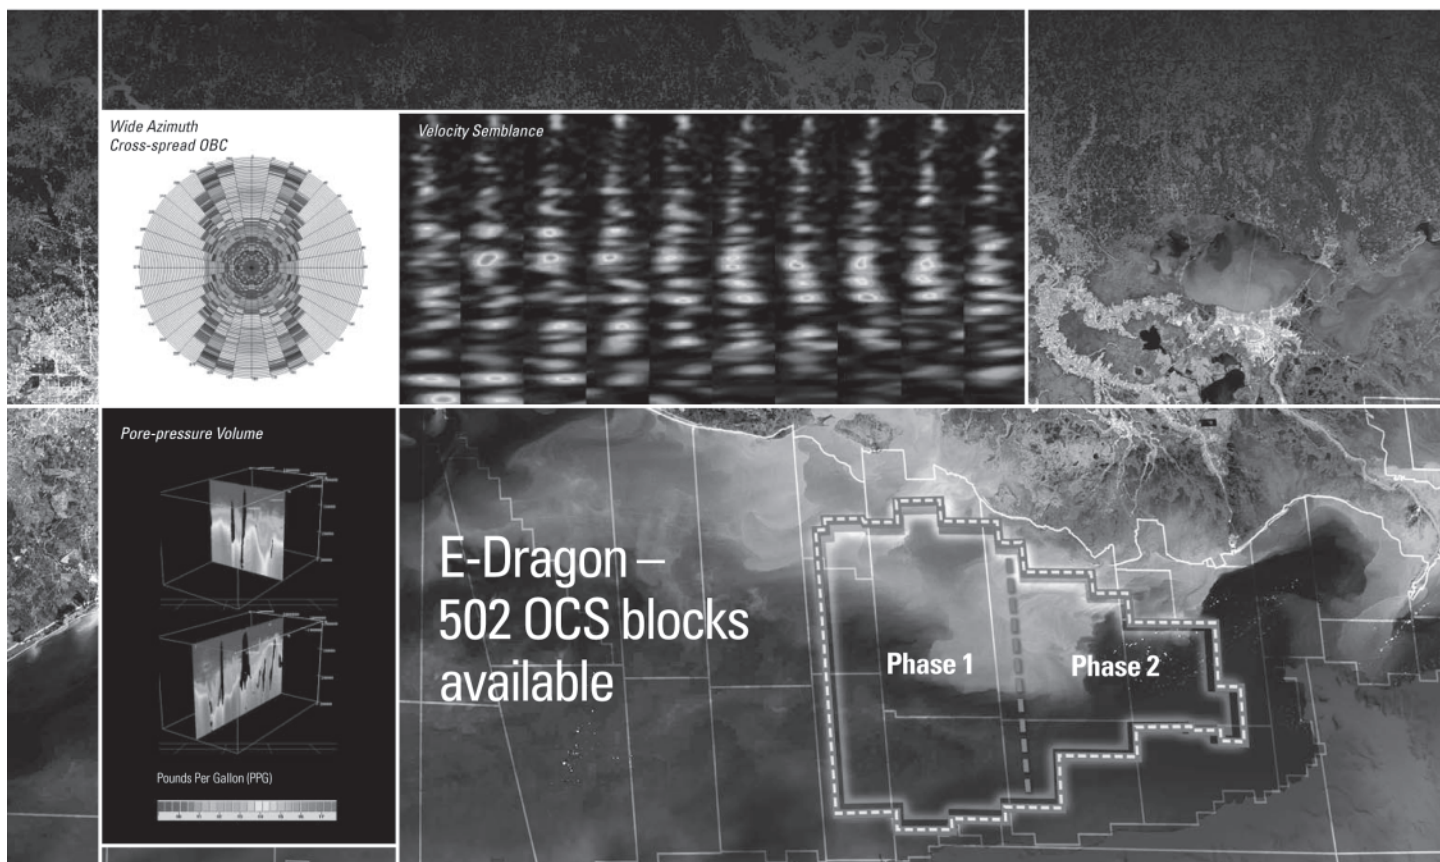 Wide Azimuth
Cross-spread OBC
Velocity Semblance
Pore-pressure Volume
Pounds Per Gallon (PPG)
E-Dragon –
502 OCS blocks
available
Phase 1
Phase 2